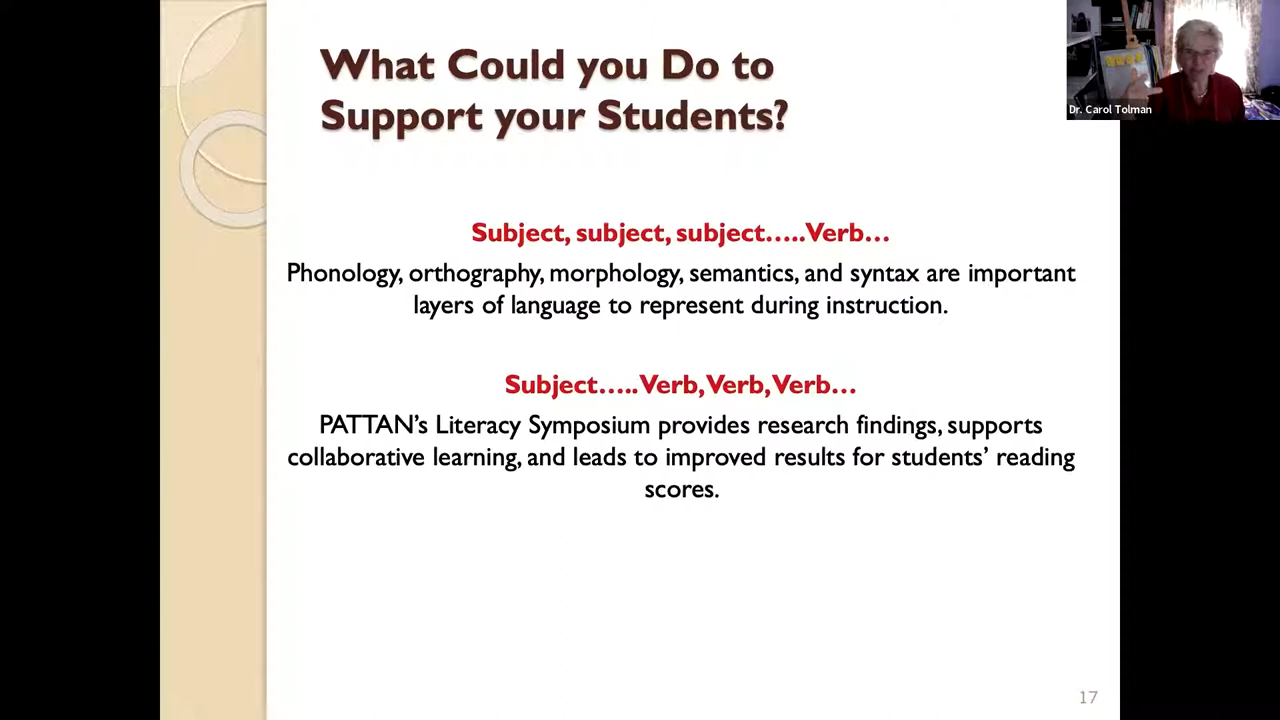 What Could you Do to
Support your Students?
Dr. Carol Tolman
Subject, subject, subject…..Verb…
Phonology, orthography, morphology, semantics, and syntax are important
layers of language to represent during instruction.
Subject…..Verb, Verb, Verb…
PATTAN’s Literacy Symposium provides research findings, supports
collaborative learning, and leads to improved results for students’ reading
scores.
17